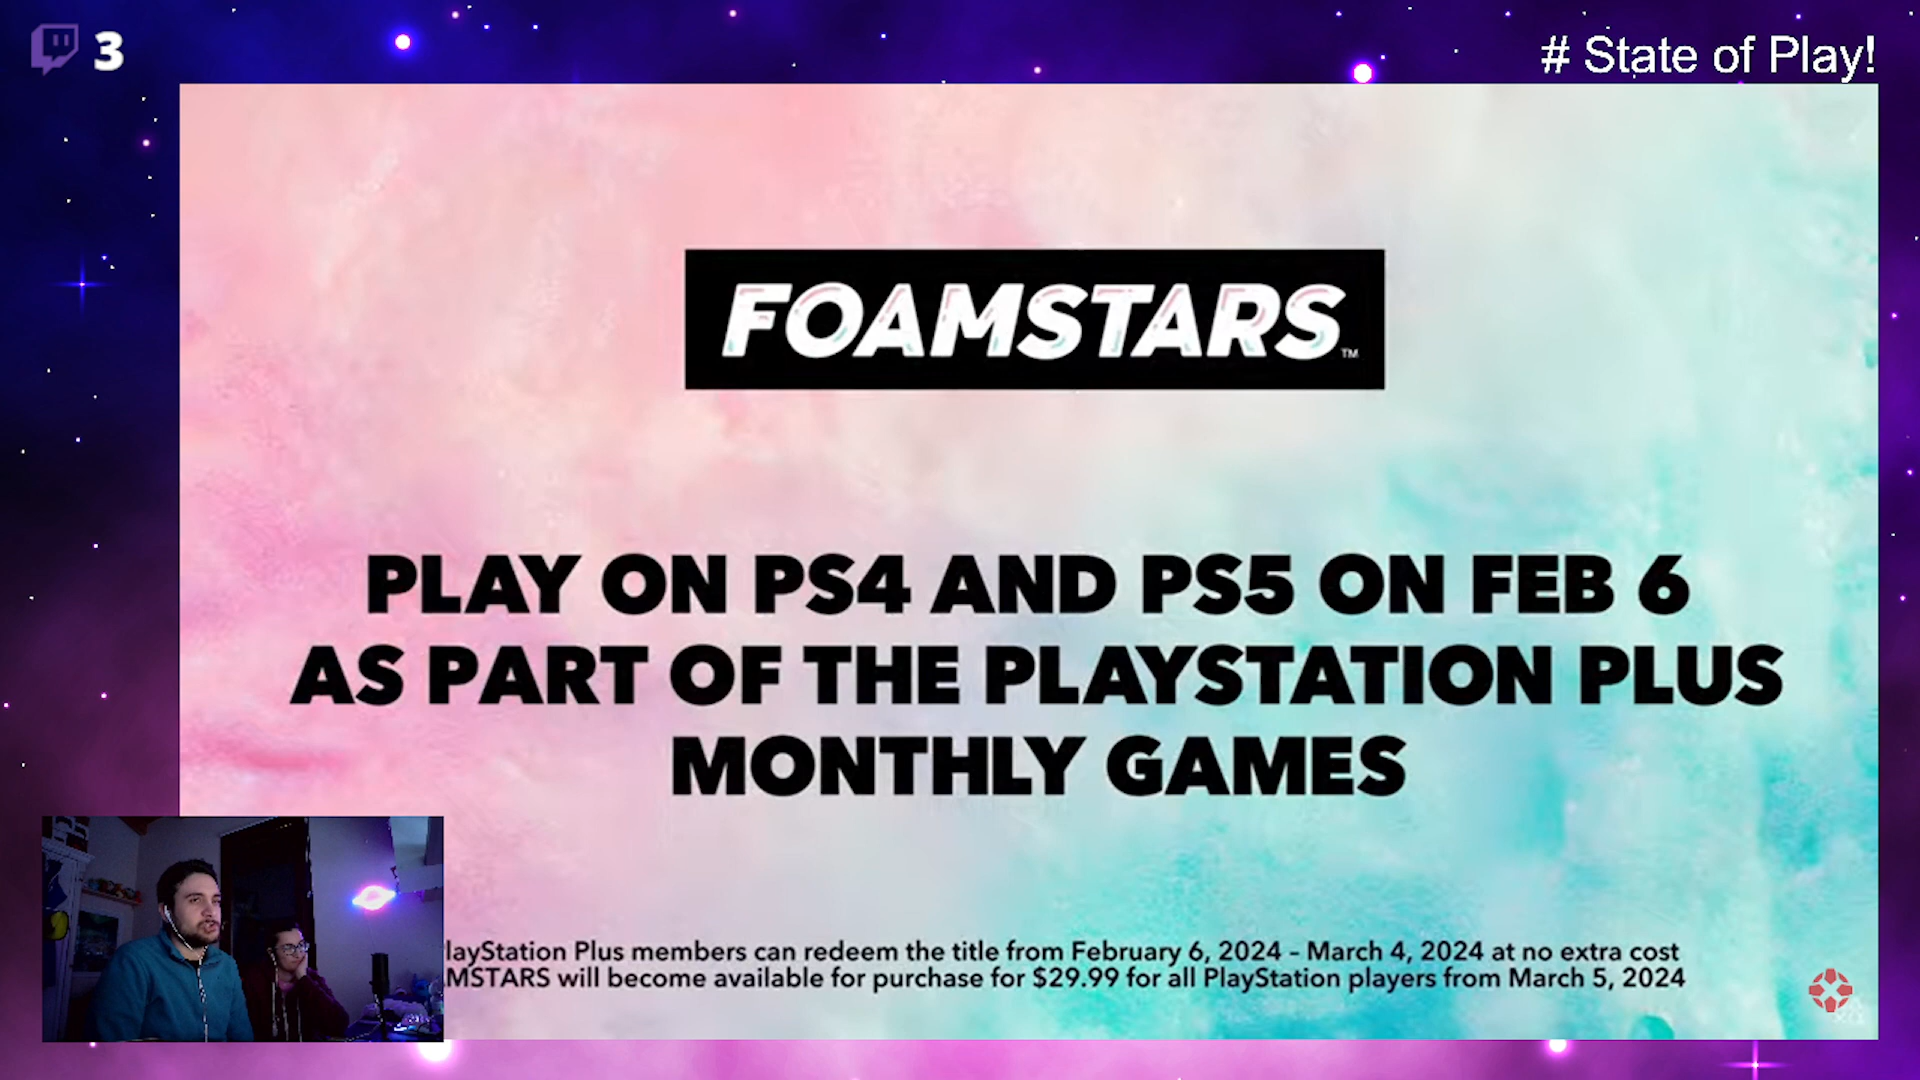 3
# State of Play!
FOAMSTARS™
PLAY ON PS4 AND PS5 ON FEB 6
AS PART OF THE PLAYSTATION PLUS
MONTHLY GAMES
layStation Plus members can redeem the title from February 6, 2024 – March 4, 2024 at no extra cost
MSTARS will become available for purchase for $29.99 for all PlayStation players from March 5, 2024